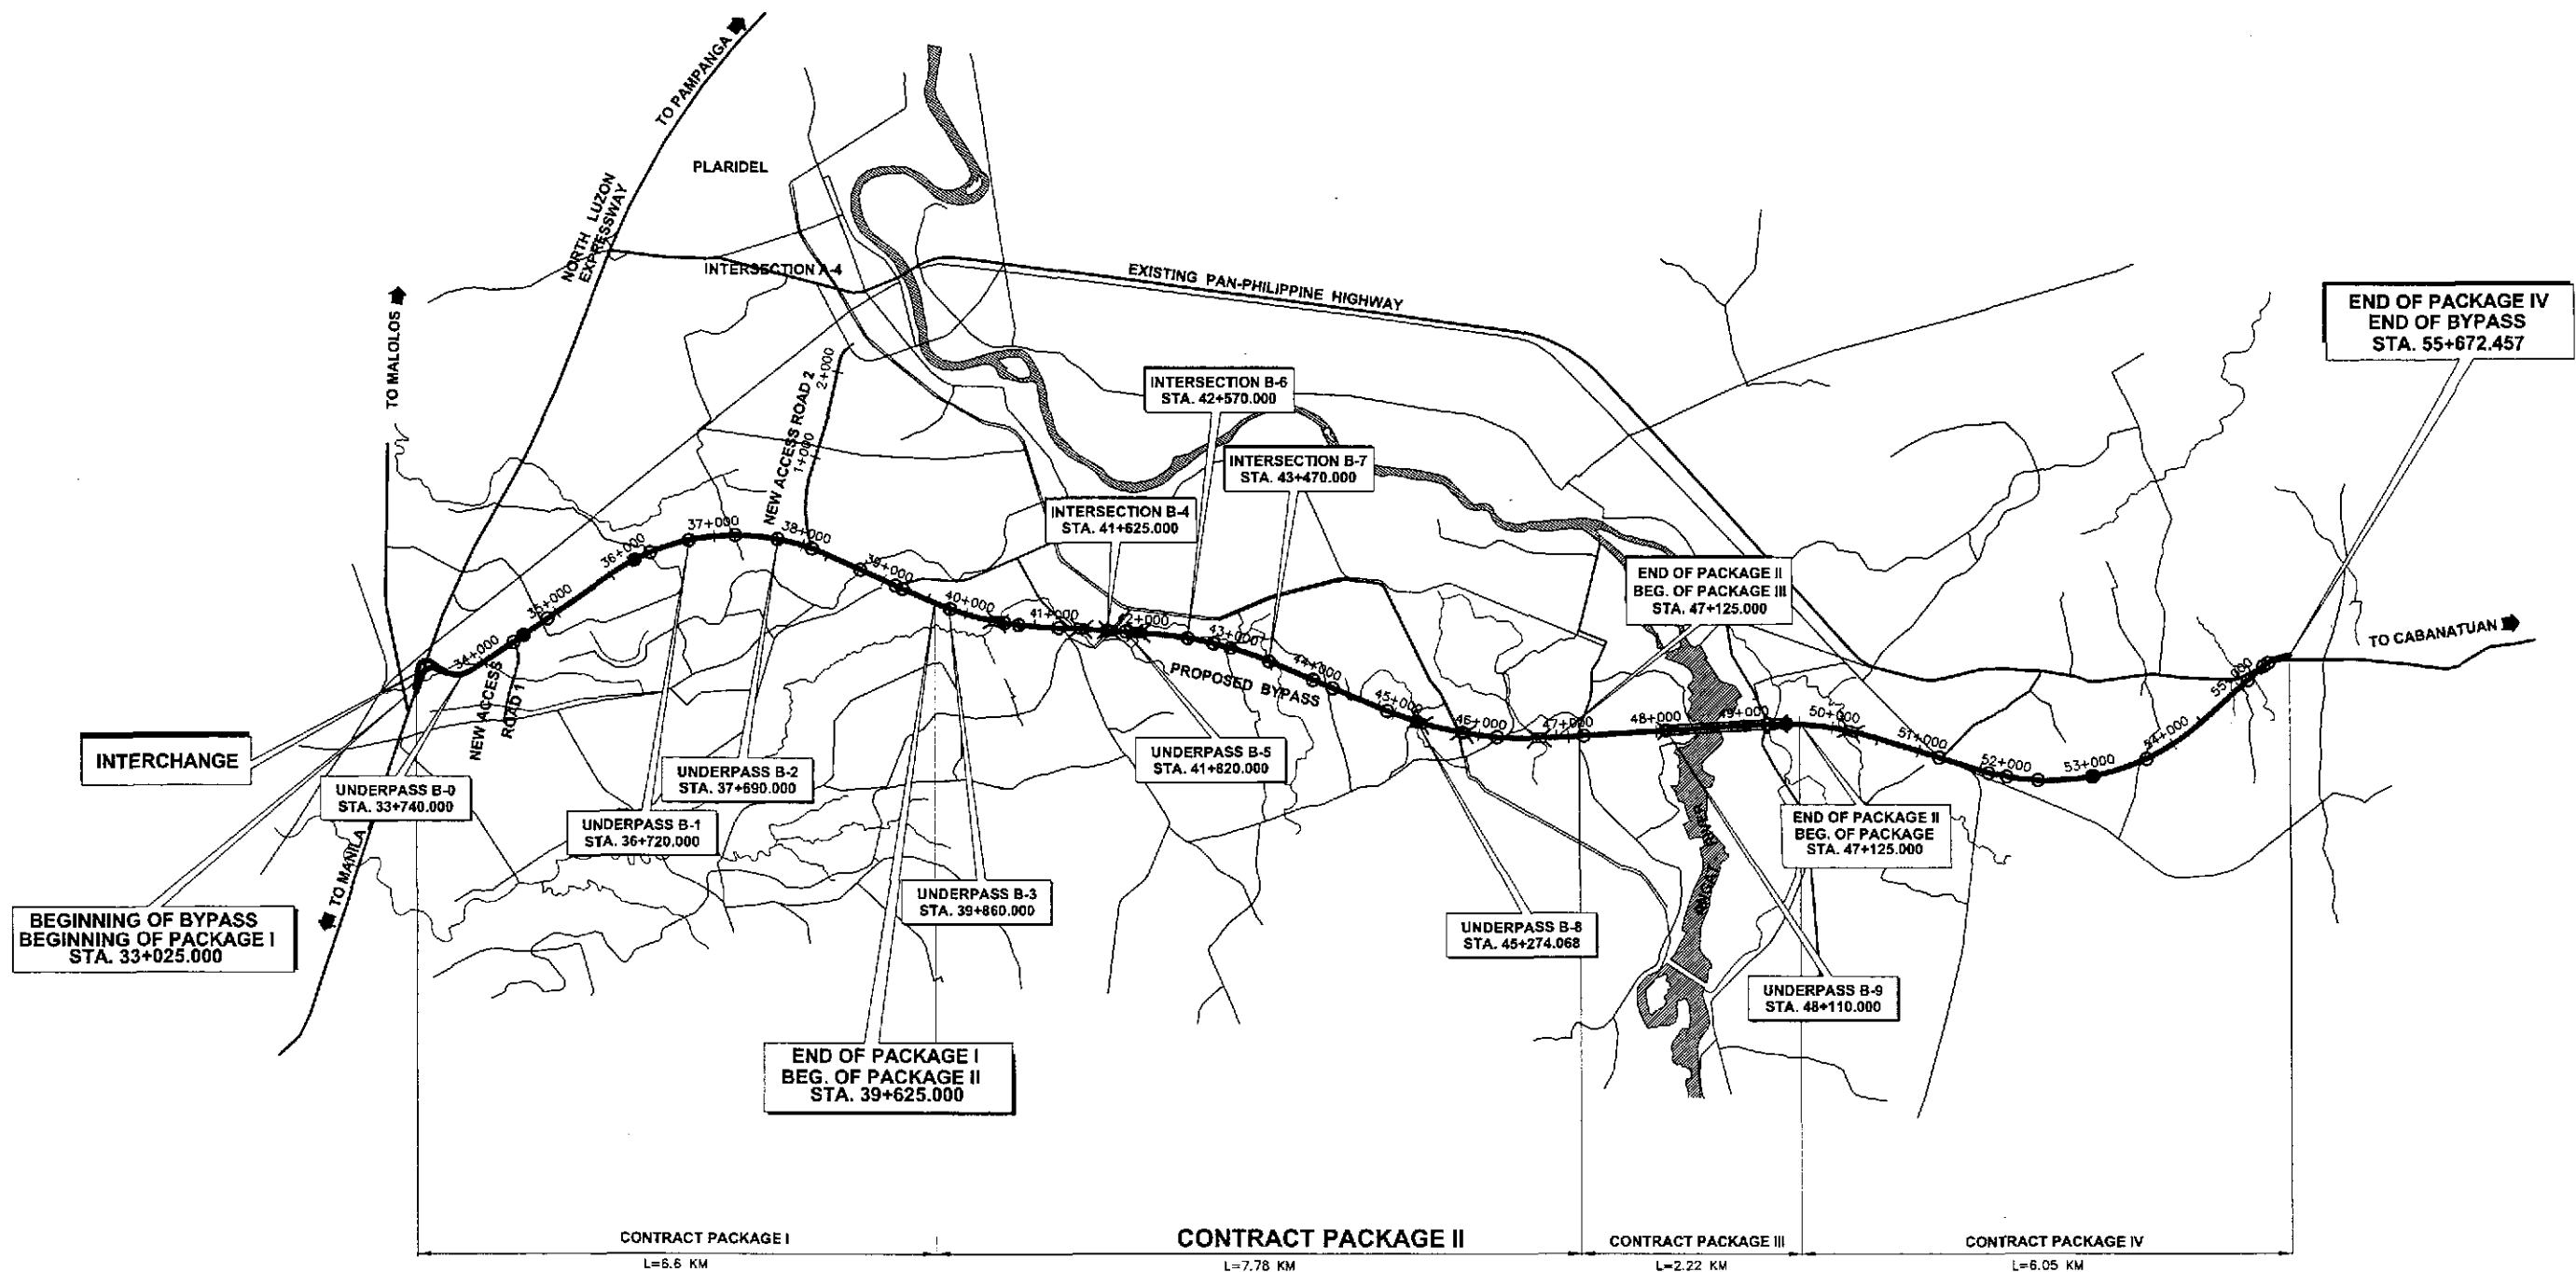 TO PAMPANGA
PLARIDEL
NORTH LUZON
EXPRESSWAY
INTERSECTION A-4
EXISTING PAN-PHILIPPINE HIGHWAY
TO MALOLOS
END OF PACKAGE IV
END OF BYPASS
STA. 55+672.457
NEW ACCESS ROAD 2
1+000
2+000
INTERSECTION B-6
STA. 42+570.000
INTERSECTION B-7
STA. 43+470.000
INTERSECTION B-4
STA. 41+625.000
END OF PACKAGE II
BEG. OF PACKAGE III
STA. 47+125.000
TO CABANATUAN
34+000
35+000
36+000
37+000
38+000
39+000
40+000
41+000
42+000
43+000
44+000
45+000
46+000
47+000
48+000
49+000
50+000
51+000
52+000
53+000
54+000
55+000
PROPOSED BYPASS
NEW ACCESS
ROAD 1
INTERCHANGE
UNDERPASS B-0
STA. 33+740.000
UNDERPASS B-1
STA. 36+720.000
UNDERPASS B-2
STA. 37+690.000
UNDERPASS B-5
STA. 41+820.000
END OF PACKAGE II
BEG. OF PACKAGE
STA. 47+125.000
ANGAT RIVER
TO MANILA
UNDERPASS B-3
STA. 39+860.000
BEGINNING OF BYPASS
BEGINNING OF PACKAGE I
STA. 33+025.000
UNDERPASS B-8
STA. 45+274.068
UNDERPASS B-9
STA. 48+110.000
END OF PACKAGE I
BEG. OF PACKAGE II
STA. 39+625.000
CONTRACT PACKAGE I
L=6.6 KM
CONTRACT PACKAGE II
L=7.78 KM
CONTRACT PACKAGE III
L=2.22 KM
CONTRACT PACKAGE IV
L=6.05 KM